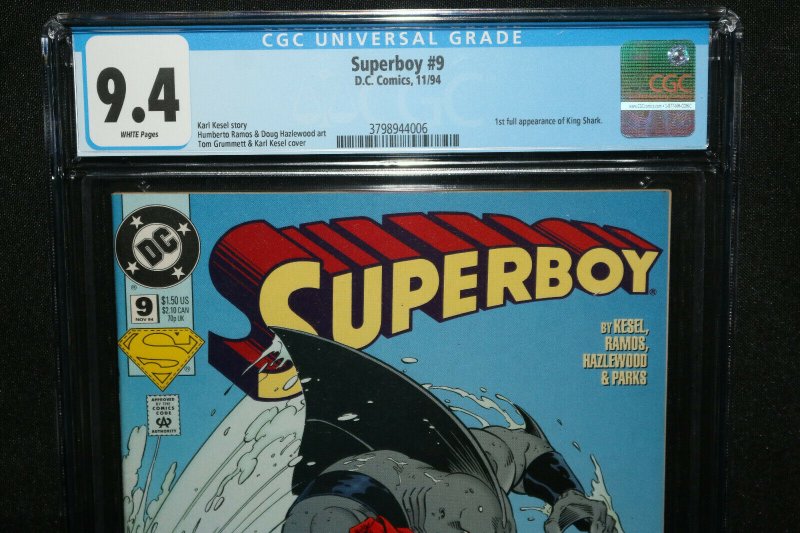 CGC UNIVERSAL GRADE
9.4
WHITE Pages
Superboy #9
D.C. Comics, 11/94
Karl Kesel story
Humberto Ramos & Doug Hazlewood art
Tom Grummett & Karl Kesel cover
3798944006
1st full appearance of King Shark.
CGC
DC
SUPERBOY
9
NOV 94
$1.50 US
$2.10 CAN
70p UK
S
APPROVED
BY THE
COMICS
CODE
CA
AUTHORITY
BY KESEL,
RAMOS,
HAZLEWOOD
& PARKS